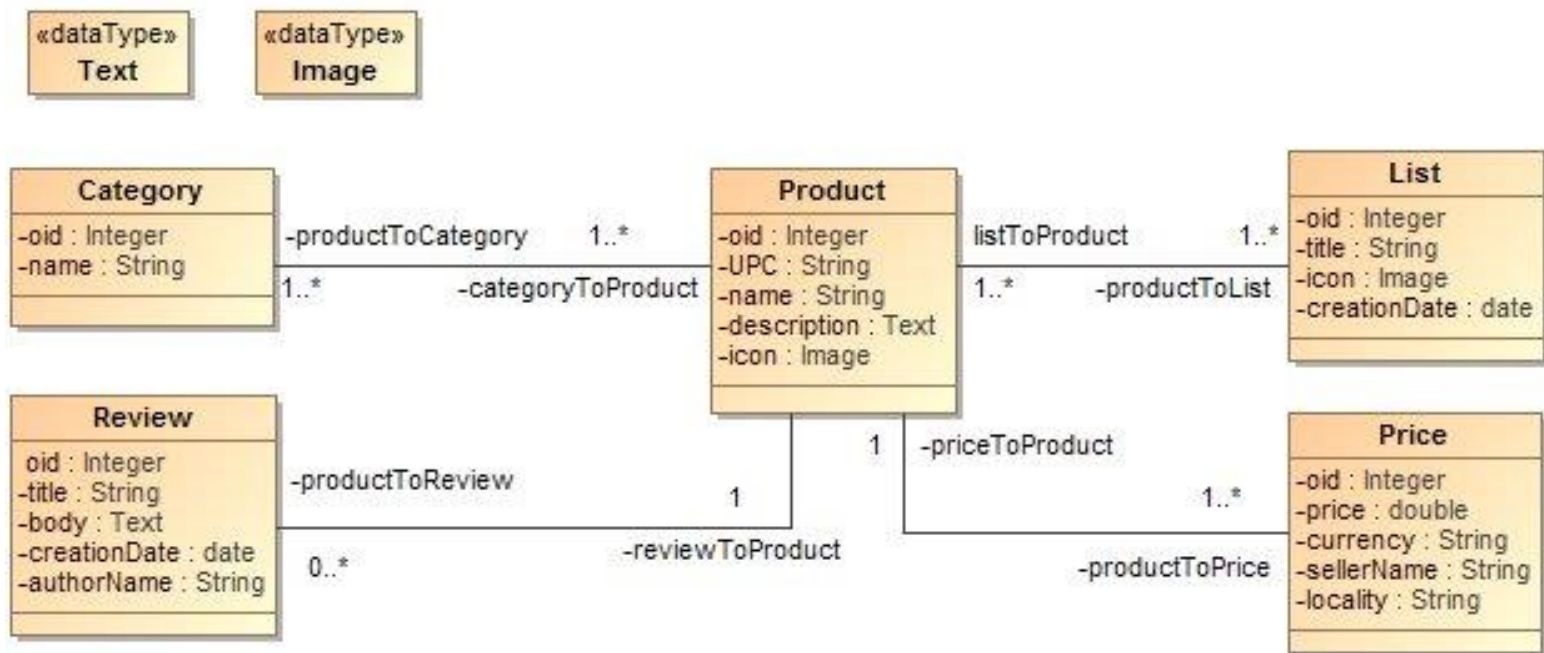 «dataType»
Text
«dataType»
Image
Category
-oid : Integer
-name : String
-productToCategory
1..*
1..*
-categoryToProduct
Product
-oid : Integer
-UPC : String
-name : String
-description : Text
-icon : Image
listToProduct
1..*
1..*
-productToList
List
-oid : Integer
-title : String
-icon : Image
-creationDate : date
Review
oid : Integer
-title : String
-body : Text
-creationDate : date
-authorName : String
-productToReview
1
0..*
-reviewToProduct
1
-priceToProduct
1..*
-productToPrice
Price
-oid : Integer
-price : double
-currency : String
-sellerName : String
-locality : String